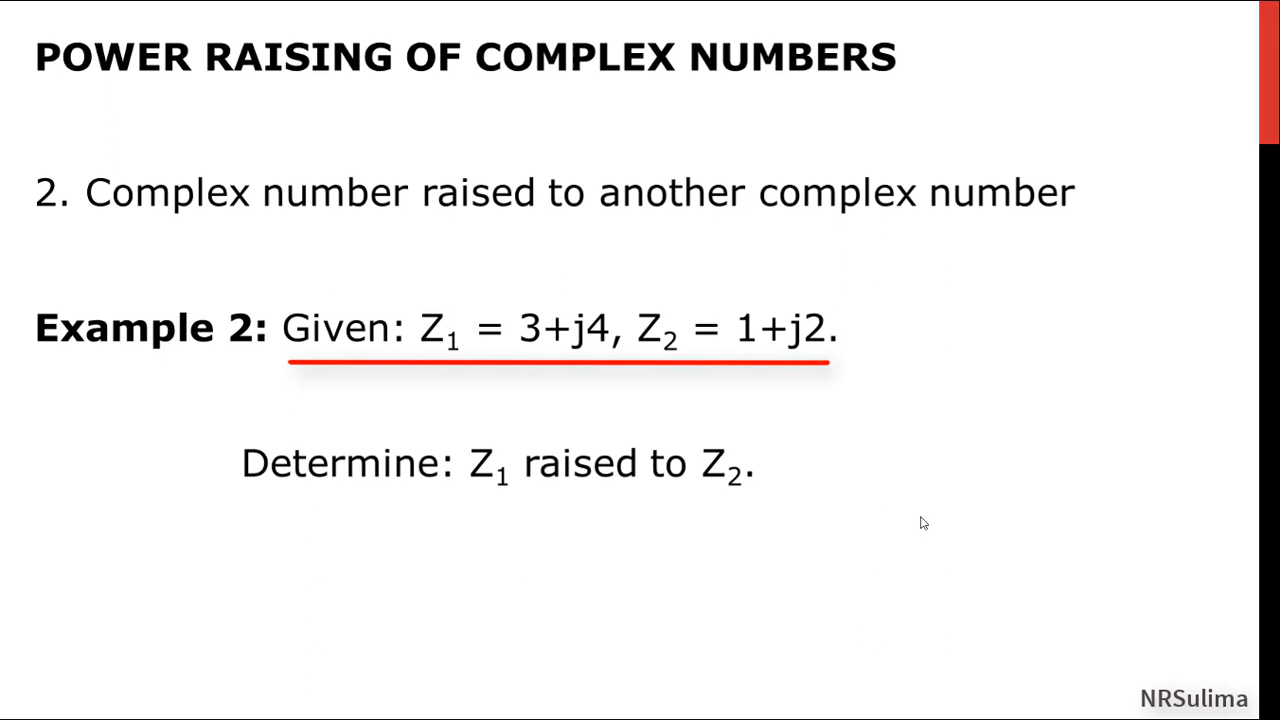 POWER RAISING OF COMPLEX NUMBERS
2. Complex number raised to another complex number
Example 2: Given: Z₁ = 3+j4, Z₂ = 1+j2.
Determine: Z₁ raised to Z₂.
NRSulima